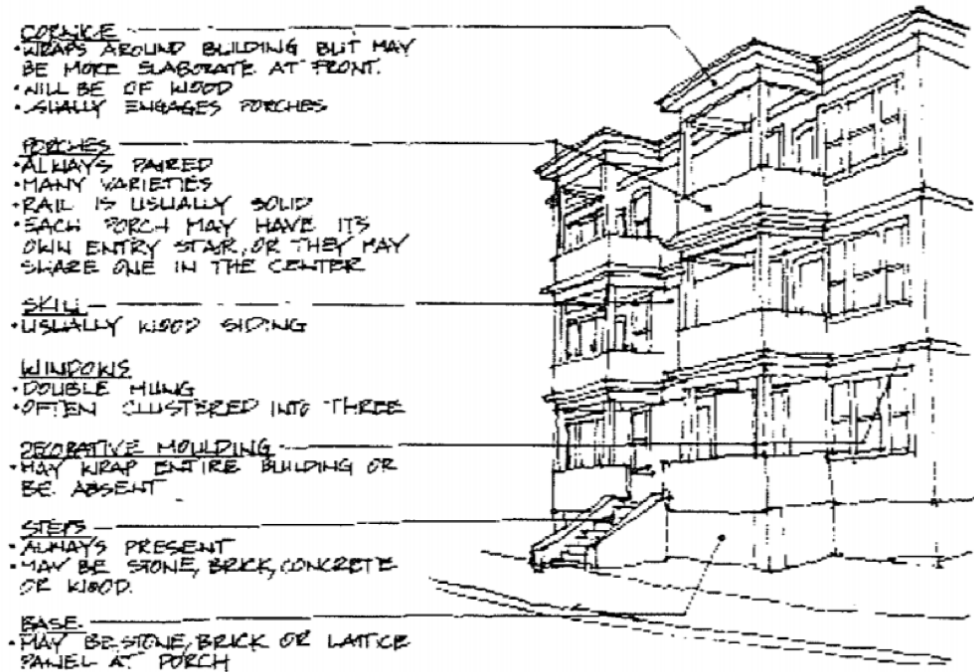 CORNICE
• WRAPS AROUND BUILDING BUT MAY
BE MORE ELABORATE AT FRONT.
• WILL BE OF WOOD
• USUALLY ENGAGES PORCHES
PORCHES
• ALWAYS PAIRED
• MANY VARIETIES
• RAIL IS USUALLY SOLID
• EACH PORCH MAY HAVE ITS
OWN ENTRY STAIR, OR THEY MAY
SHARE ONE IN THE CENTER
SKIN
• USUALLY WOOD SIDING
WINDOWS
• DOUBLE HUNG
• OFTEN CLUSTERED INTO THREE
DECORATIVE MOULDING
• MAY WRAP ENTIRE BUILDING OR
BE ABSENT
STEPS
• ALWAYS PRESENT
• MAY BE STONE, BRICK, CONCRETE
OR WOOD.
BASE
• MAY BE STONE, BRICK OR LATTICE
PANEL AT PORCH